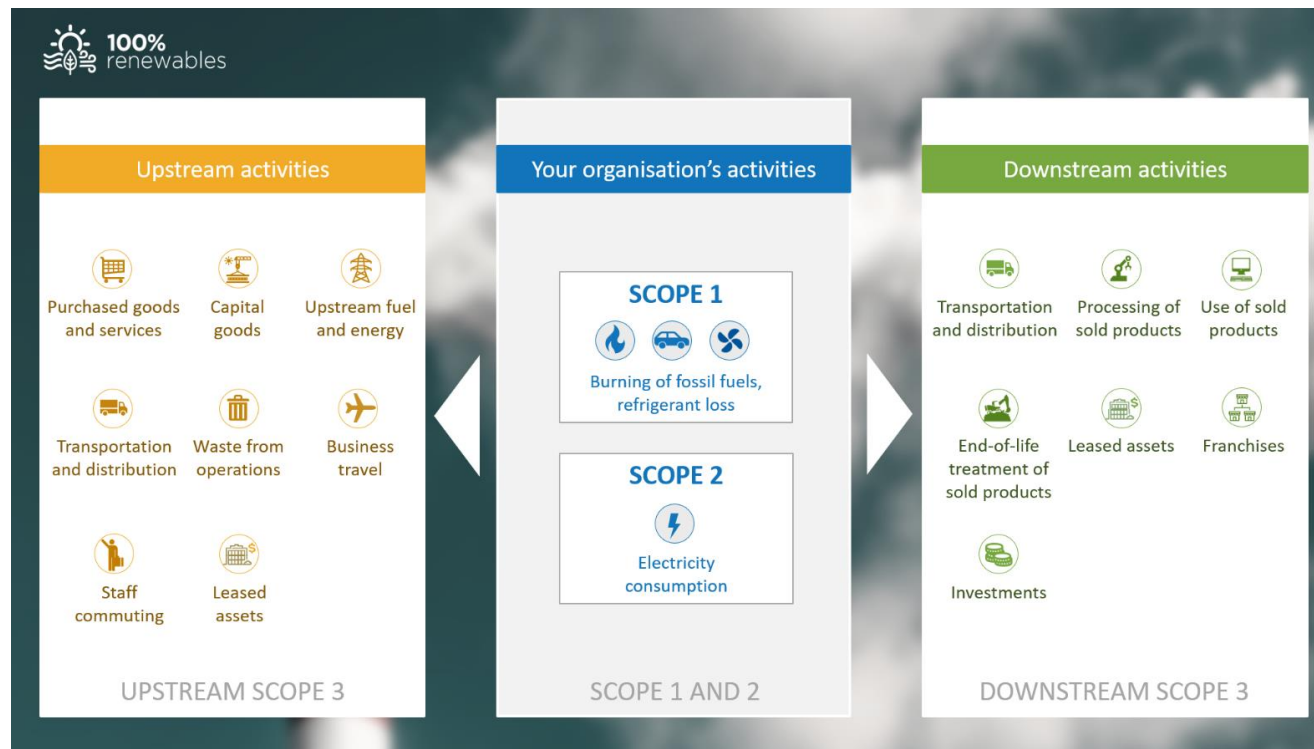 100%
renewables
Upstream activities
Purchased goods
and services
Capital
goods
Upstream fuel
and energy
Transportation
and distribution
Waste from
operations
Business
travel
Staff
commuting
Leased
assets
UPSTREAM SCOPE 3
Your organisation's activities
SCOPE 1
Burning of fossil fuels,
refrigerant loss
SCOPE 2
Electricity
consumption
SCOPE 1 AND 2
Downstream activities
Transportation
and distribution
Processing of
sold products
Use of sold
products
End-of-life
treatment of
sold products
Leased assets
Franchises
Investments
DOWNSTREAM SCOPE 3